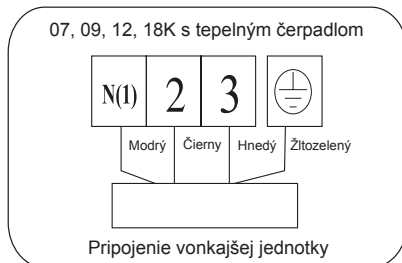 07, 09, 12, 18K s tepelným čerpadlom
N(1) 2 3
Modrý Čierny Hnedý Žltozelený
Pripojenie vonkajšej jednotky